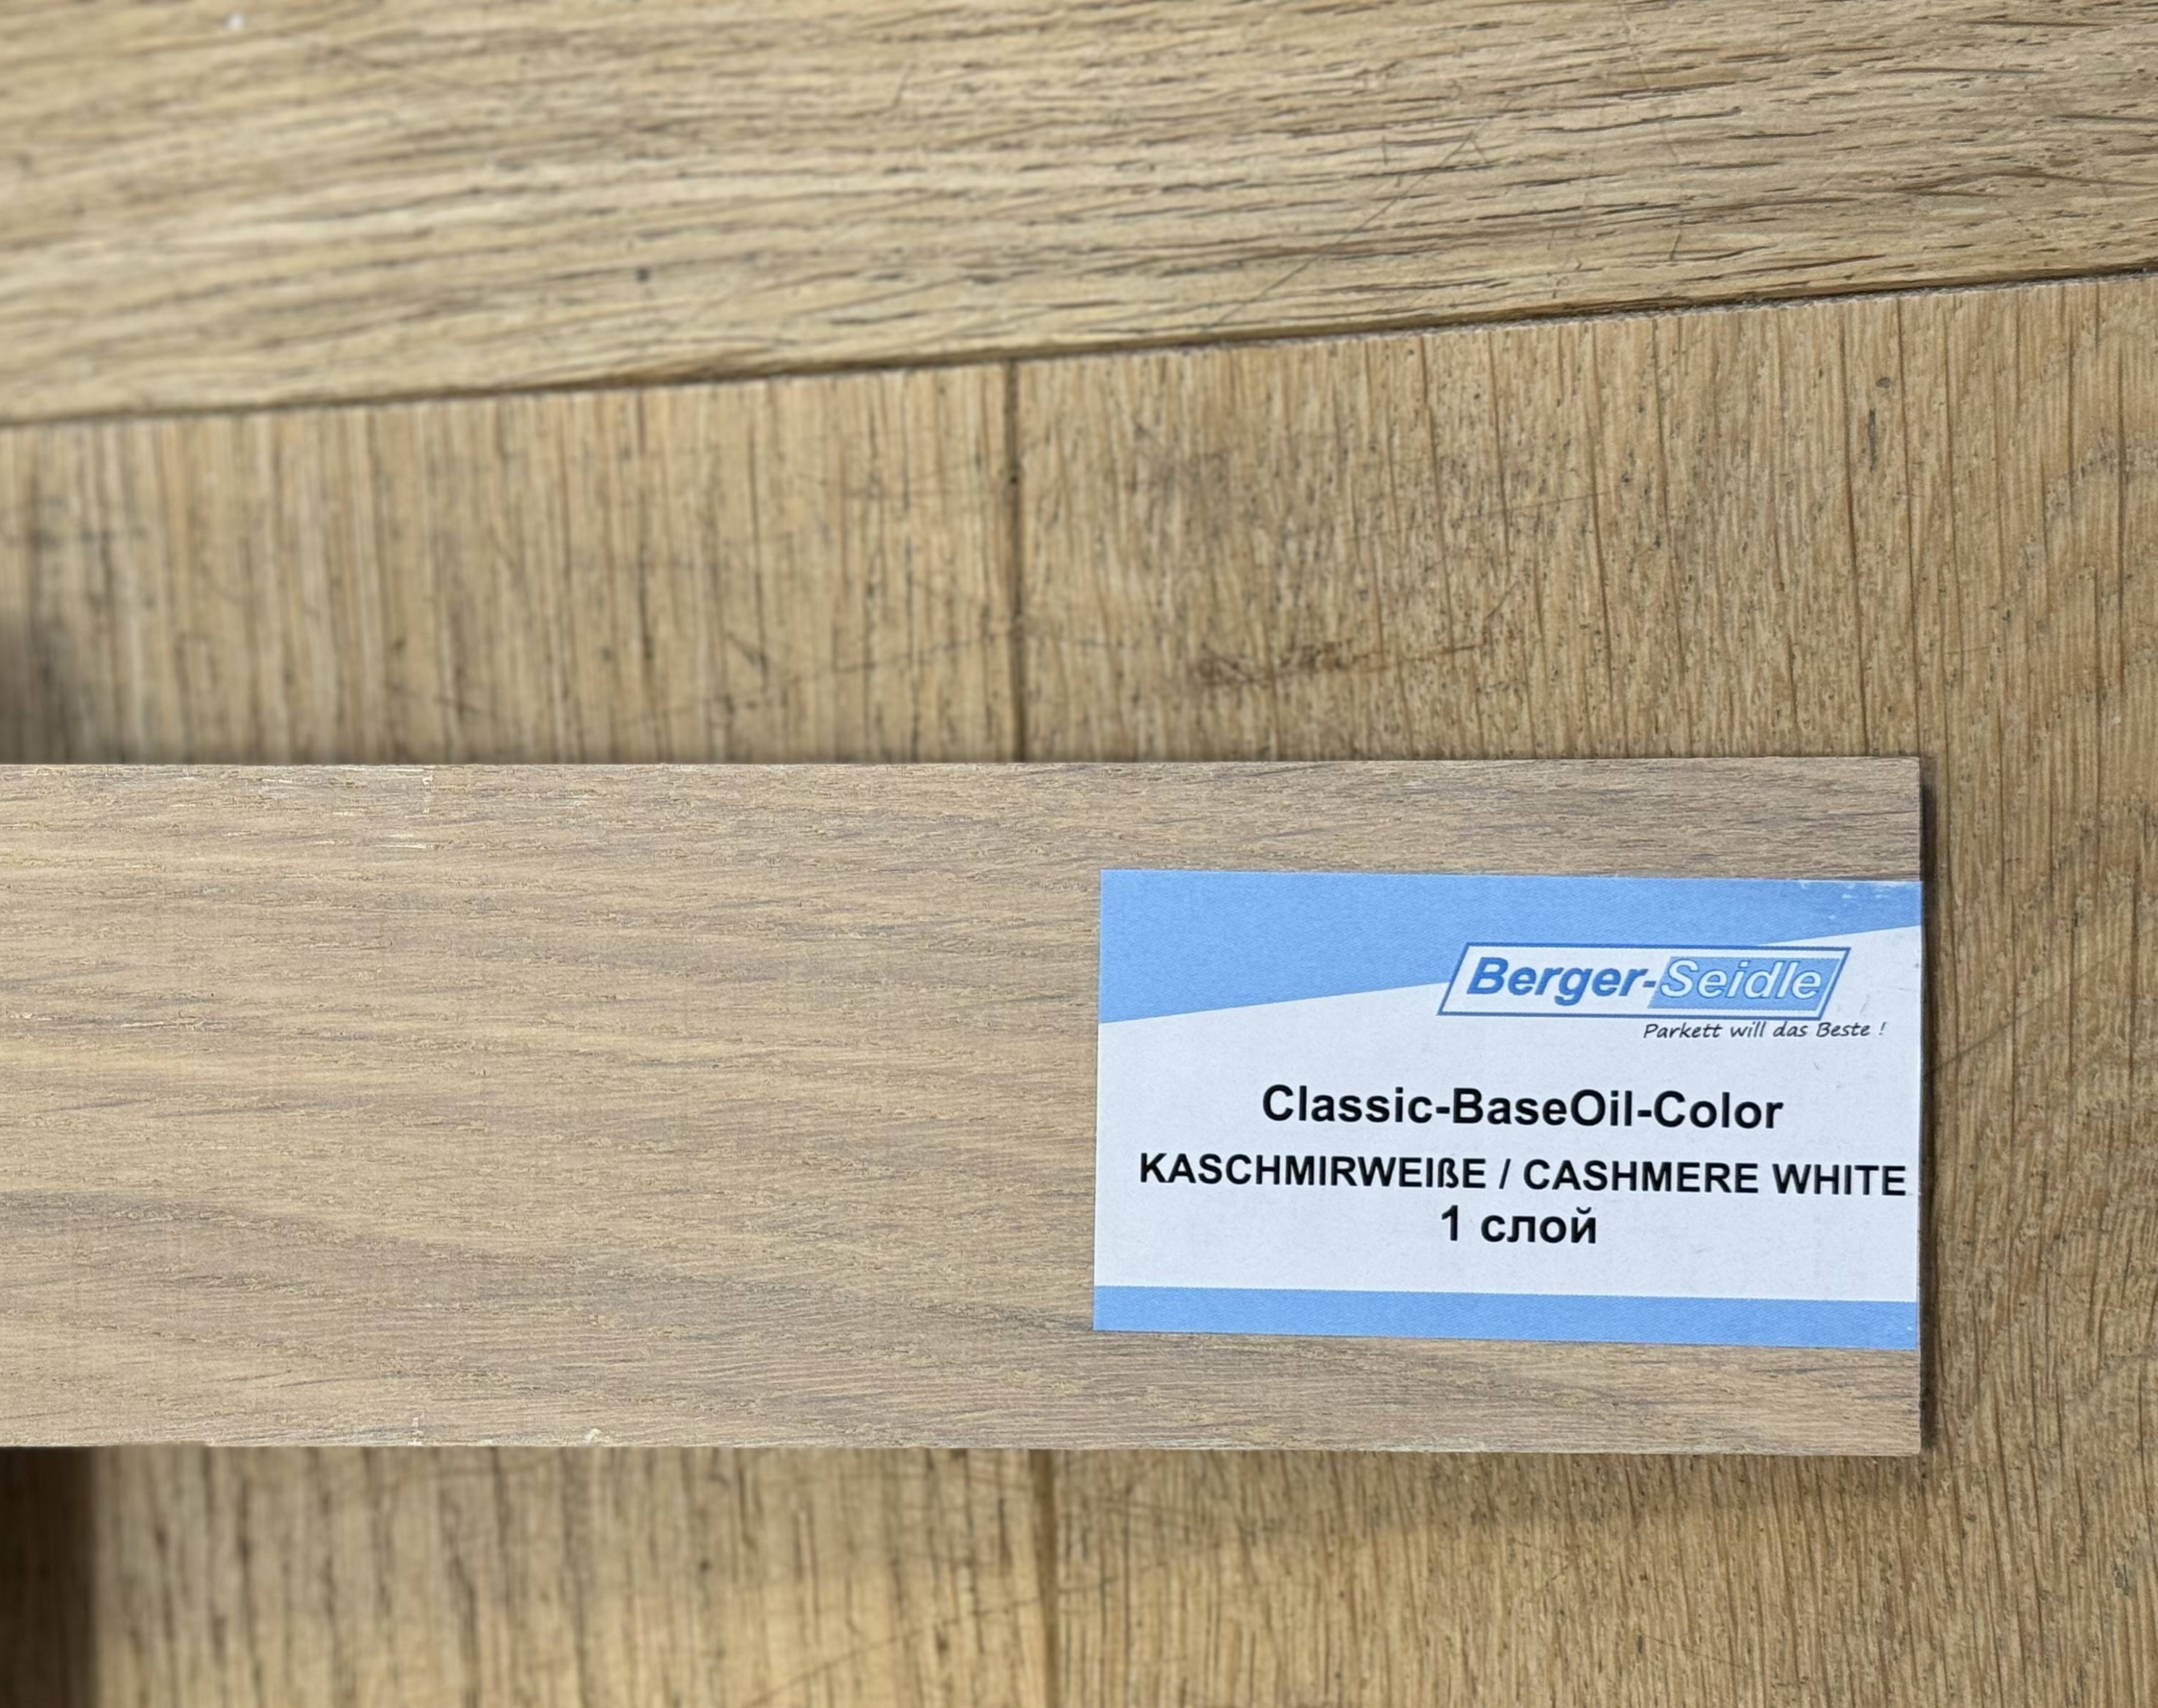 Berger-Seidle
Parkett will das Beste !
Classic-BaseOil-Color
KASCHMIRWEIßE / CASHMERE WHITE
1 слой